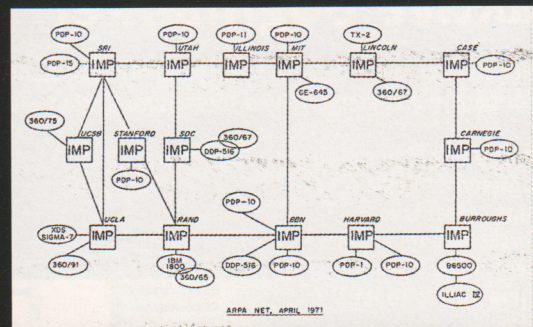 PDP-10
PDP-10
PDP-11
PDP-10
TX-2
SRI
UTAH
ILLINOIS
MIT
LINCOLN
CASE
PDP-15
IMP
IMP
IMP
IMP
IMP
IMP
PDP-10
GE-645
360/67
360/75
UCSB
STANFORD
SDC
360/67
CARNEGIE
IMP
IMP
IMP
DDP-516
IMP
PDP-10
PDP-10
PDP-10
UCLA
RAND
BBN
HARVARD
BURROUGHS
XDS
SIGMA-7
IMP
IMP
IMP
IMP
IMP
360/91
IBM
1800
360/65
DDP-516
PDP-10
PDP-1
PDP-10
B6500
ILLIAC IV
ARPA NET, APRIL 1971